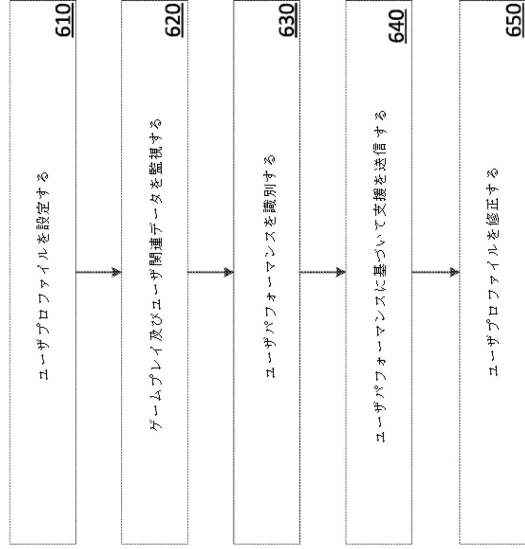 610
ユーザプロファイルを設定する
620
ゲームプレイ及びユーザ関連データを監視する
630
ユーザパフォーマンスを識別する
640
ユーザパフォーマンスに基づいて支援を送信する
650
ユーザプロファイルを修正する